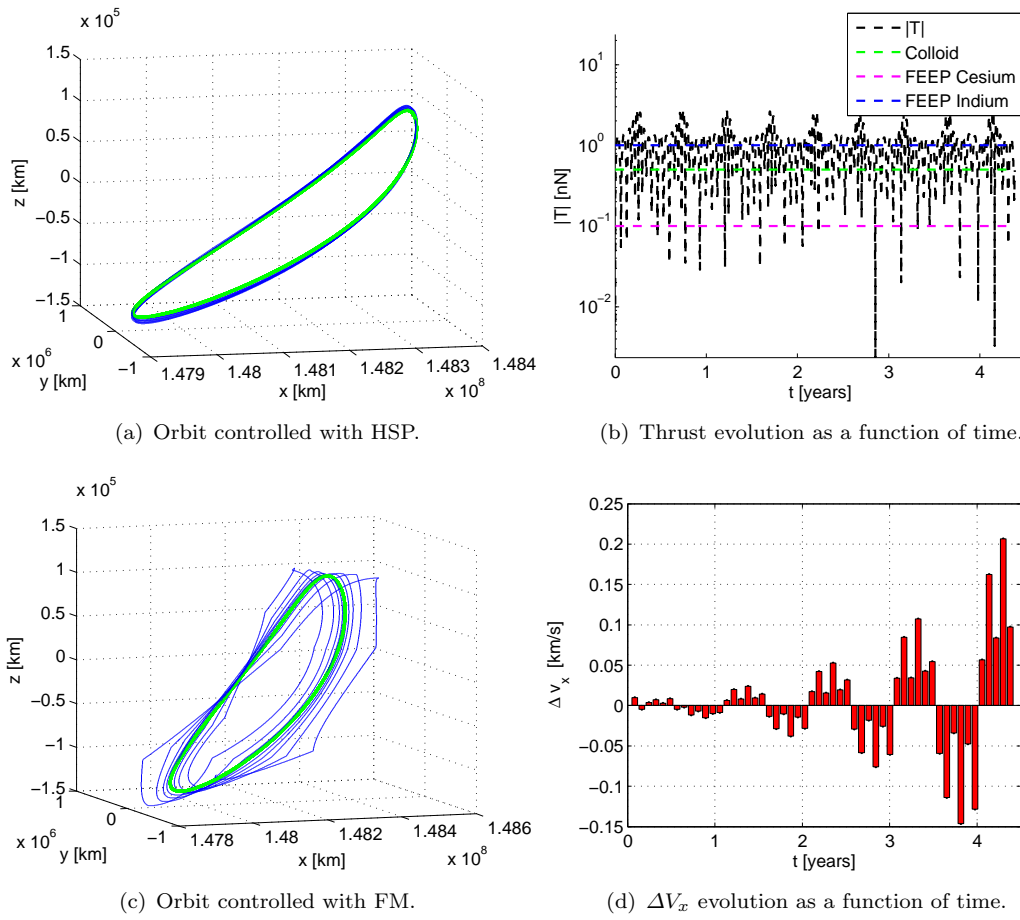 x 10^5
1.5
1
0.5
0
−0.5
−1
−1.5
z [km]
1
0
−1
x 10^6
y [km]
1.479
1.48
1.481
1.482
1.483
1.484
x [km]
x 10^8
(a) Orbit controlled with HSP.
|T|
Colloid
FEEP Cesium
FEEP Indium
10^1
10^0
10^−1
10^−2
|T| [nN]
0
1
2
3
4
t [years]
(b) Thrust evolution as a function of time.
x 10^5
1.5
1
0.5
0
−0.5
−1
−1.5
z [km]
1
0
−1
x 10^6
y [km]
1.478
1.48
1.482
1.484
1.486
x [km]
x 10^8
(c) Orbit controlled with FM.
0.25
0.2
0.15
0.1
0.05
0
−0.05
−0.1
−0.15
Δ v_x [km/s]
0
1
2
3
4
t [years]
(d) ΔV_x evolution as a function of time.